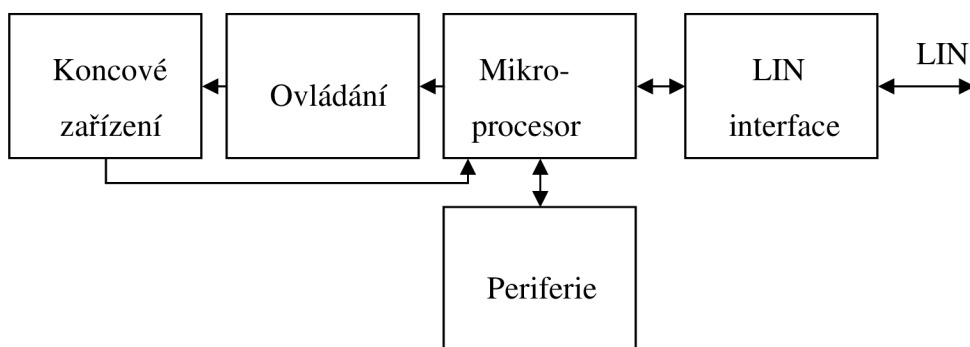 Koncové
zařízení
Ovládání
Mikro-
procesor
LIN
interface
LIN
Periferie